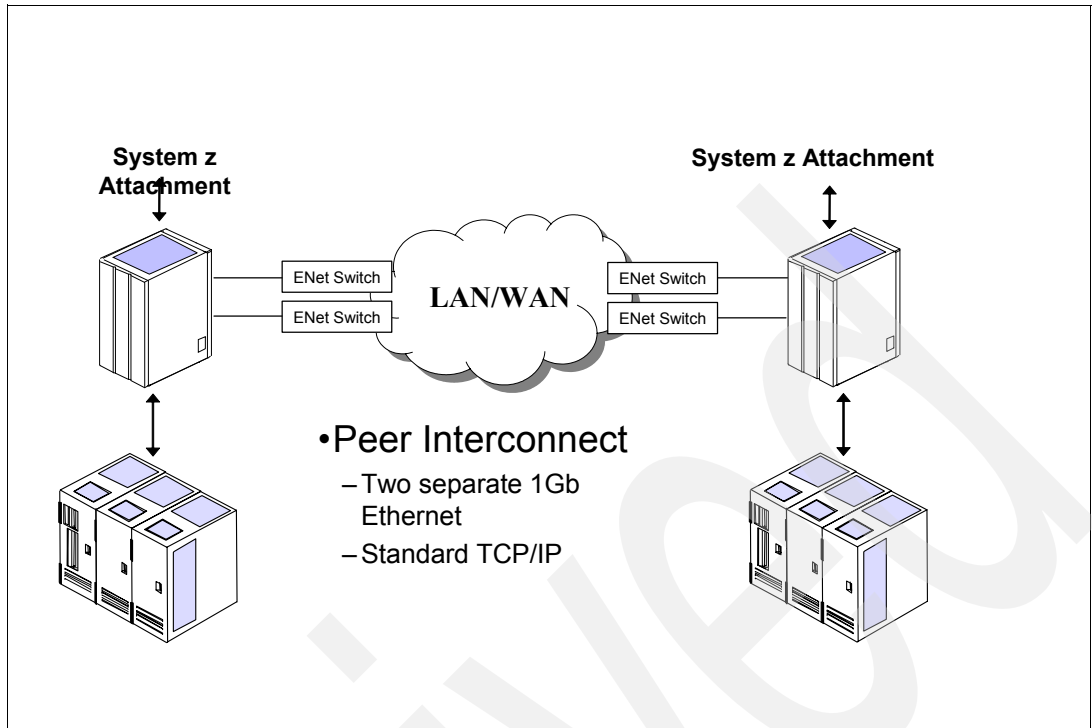 System z
Attachment
System z Attachment
ENet Switch
ENet Switch
LAN/WAN
ENet Switch
ENet Switch
•Peer Interconnect
–Two separate 1Gb
Ethernet
–Standard TCP/IP